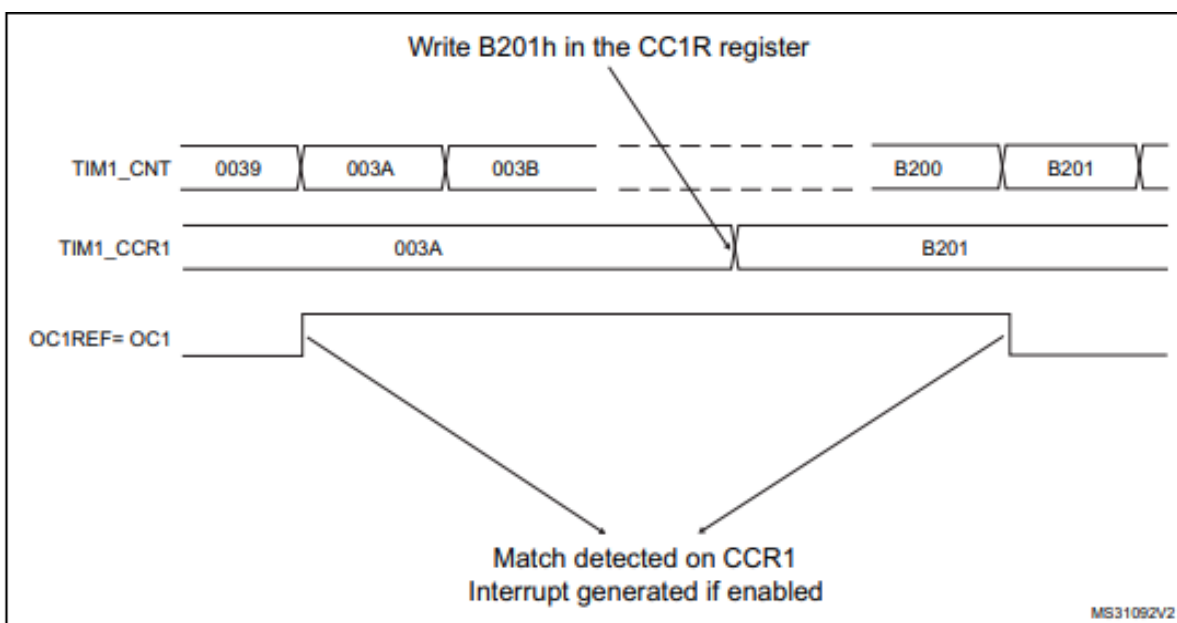 Write B201h in the CC1R register
TIM1_CNT 0039 003A 003B B200 B201
TIM1_CCR1 003A B201
OC1REF= OC1
Match detected on CCR1
Interrupt generated if enabled
MS31092V2